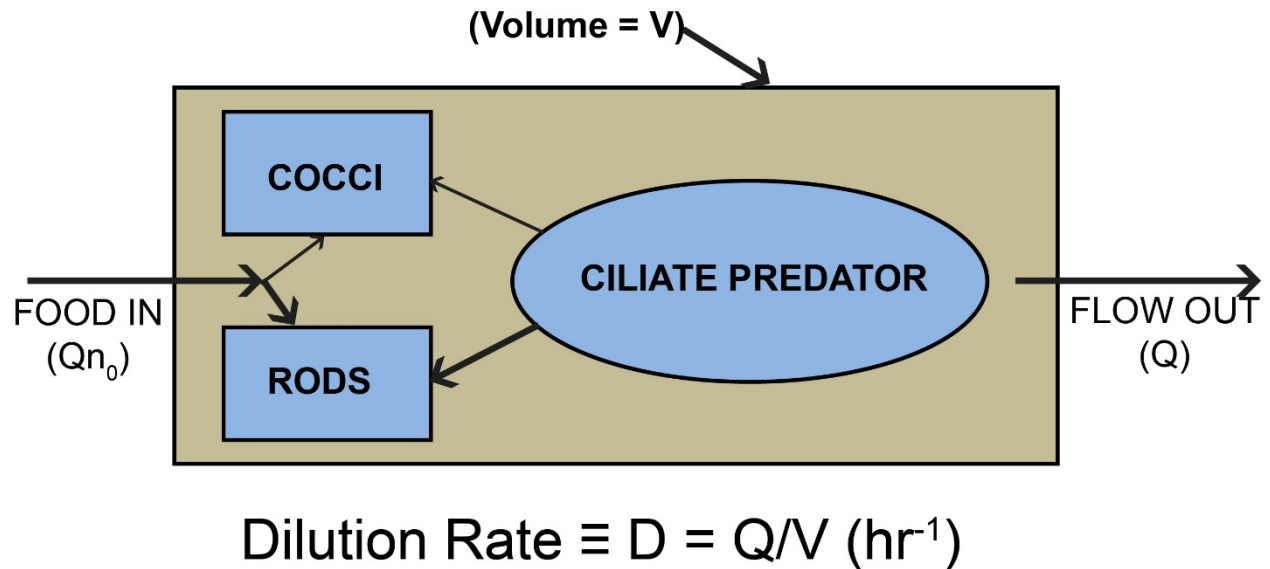 (Volume = V)
COCCI
CILIATE PREDATOR
FOOD IN
(Qn₀)
RODS
FLOW OUT
(Q)
Dilution Rate ≡ D = Q/V (hr⁻¹)